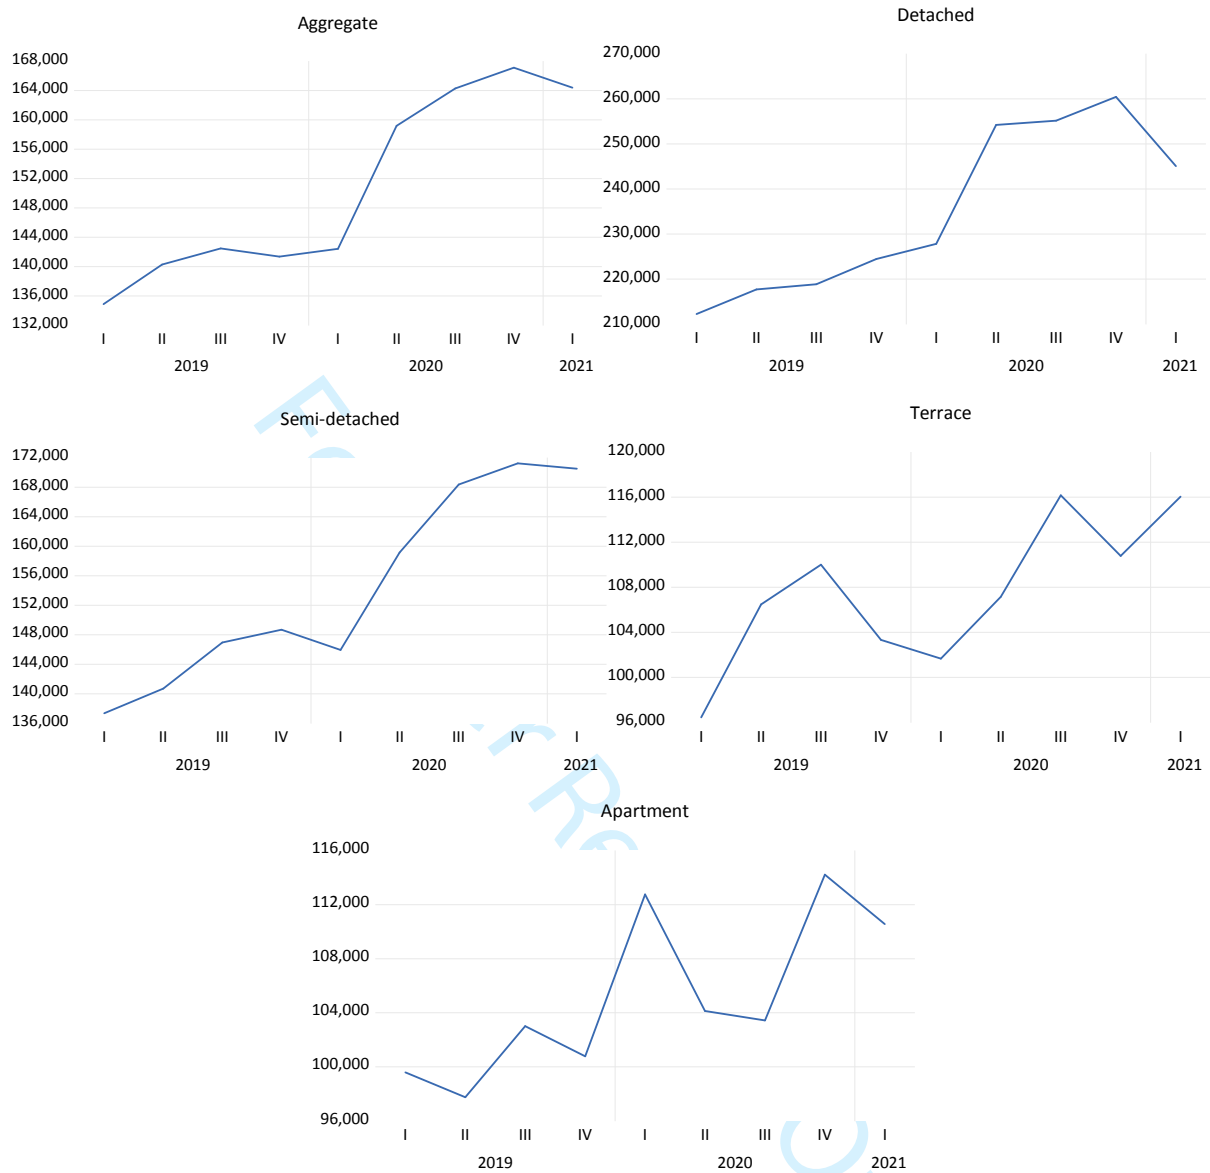 Aggregate
168,000
164,000
160,000
156,000
152,000
148,000
144,000
140,000
136,000
132,000
I II III IV I II III IV I
2019 2020 2021
Detached
270,000
260,000
250,000
240,000
230,000
220,000
210,000
I II III IV I II III IV I
2019 2020 2021
Semi-detached
172,000
168,000
164,000
160,000
156,000
152,000
148,000
144,000
140,000
136,000
I II III IV I II III IV I
2019 2020 2021
Terrace
120,000
116,000
112,000
108,000
104,000
100,000
96,000
I II III IV I II III IV I
2019 2020 2021
Apartment
116,000
112,000
108,000
104,000
100,000
96,000
I II III IV I II III IV I
2019 2020 2021